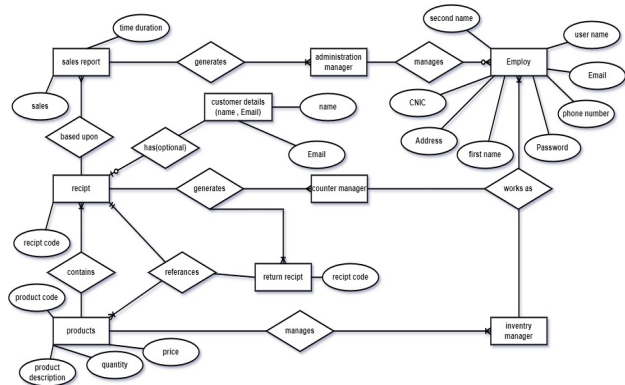 second name
time duration
user name
sales report
generates
administration
manager
manages
Employ
Email
sales
customer details
(name , Email)
name
CNIC
phone number
based upon
has(optional)
Email
Address
first name
Password
recipt
generates
counter manager
works as
recipt code
contains
referances
return recipt
recipt code
product code
products
manages
inventry
manager
price
quantity
product
description